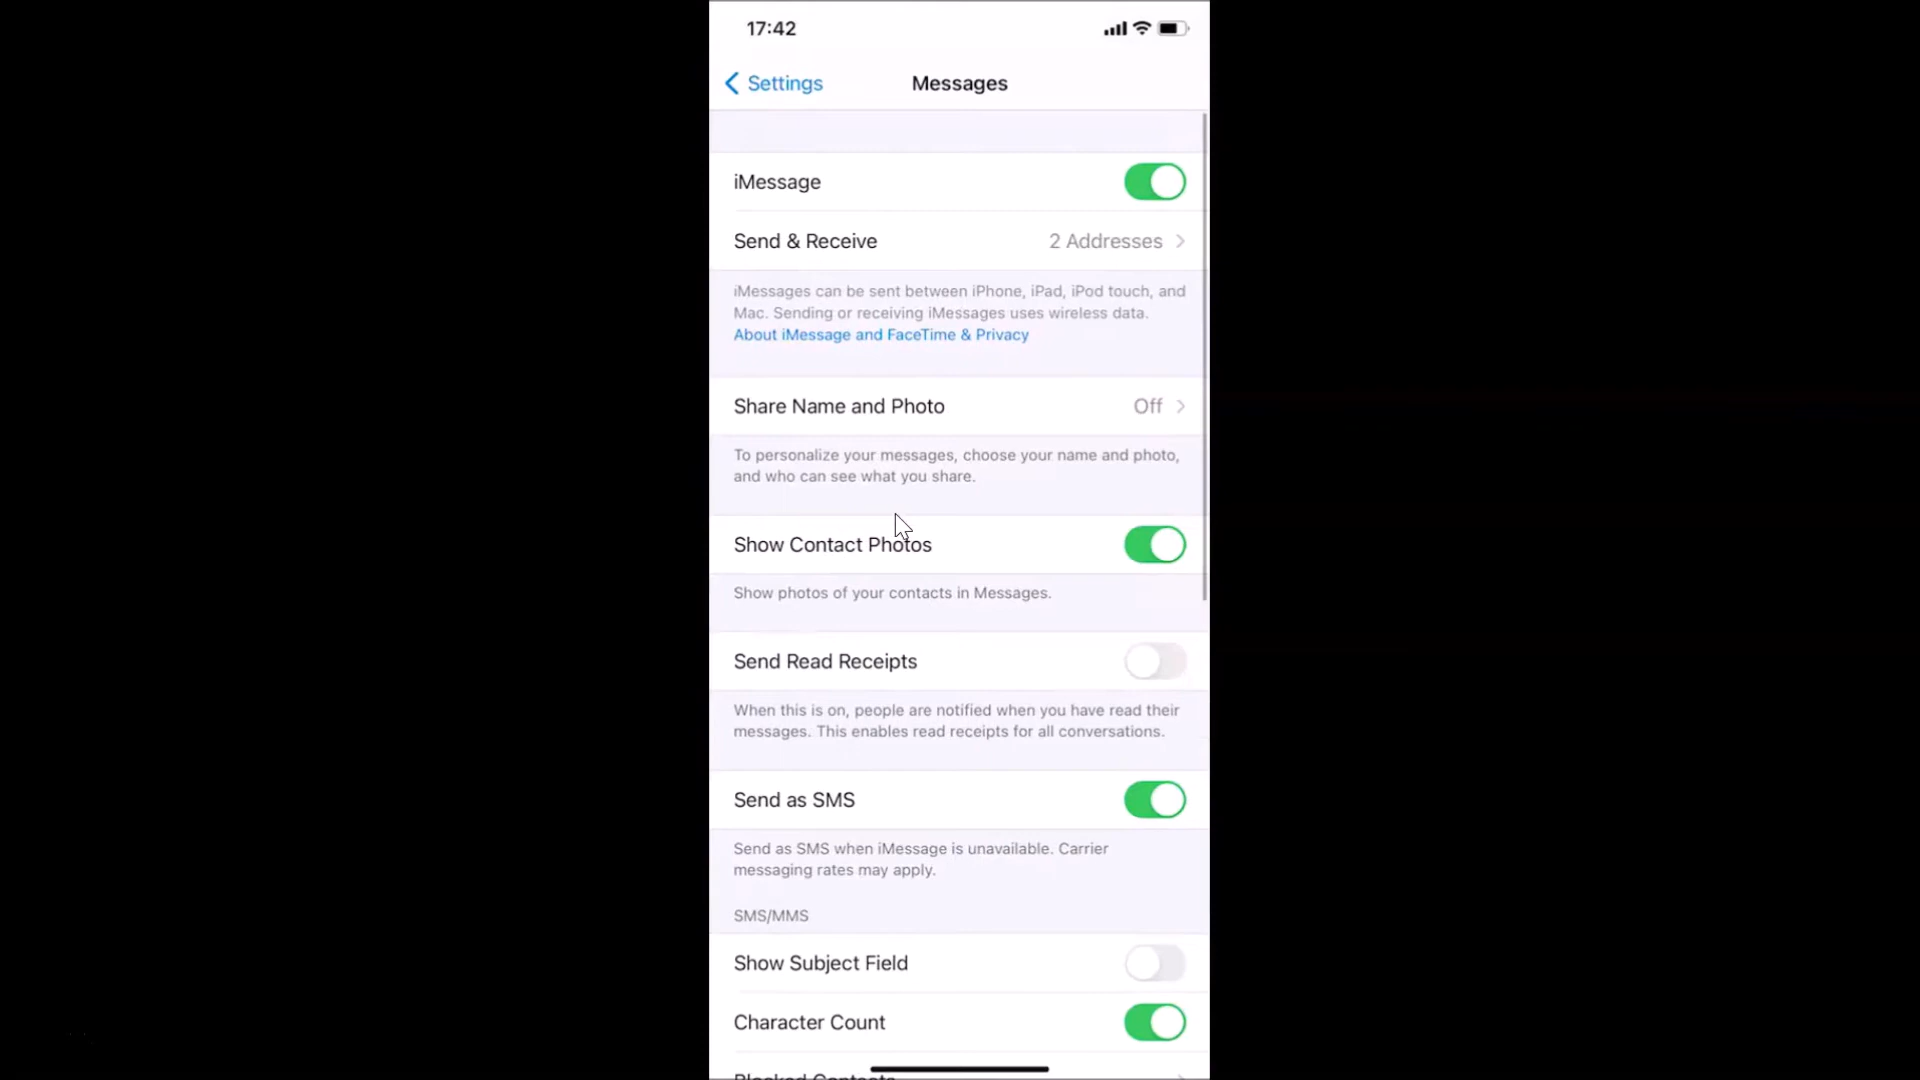 17:42
Settings
Messages
iMessage
Send & Receive 2 Addresses
iMessages can be sent between iPhone, iPad, iPod touch, and
Mac. Sending or receiving iMessages uses wireless data.
About iMessage and FaceTime & Privacy
Share Name and Photo Off
To personalize your messages, choose your name and photo,
and who can see what you share.
Show Contact Photos
Show photos of your contacts in Messages.
Send Read Receipts
When this is on, people are notified when you have read their
messages. This enables read receipts for all conversations.
Send as SMS
Send as SMS when iMessage is unavailable. Carrier
messaging rates may apply.
SMS/MMS
Show Subject Field
Character Count
Blocked Contacts